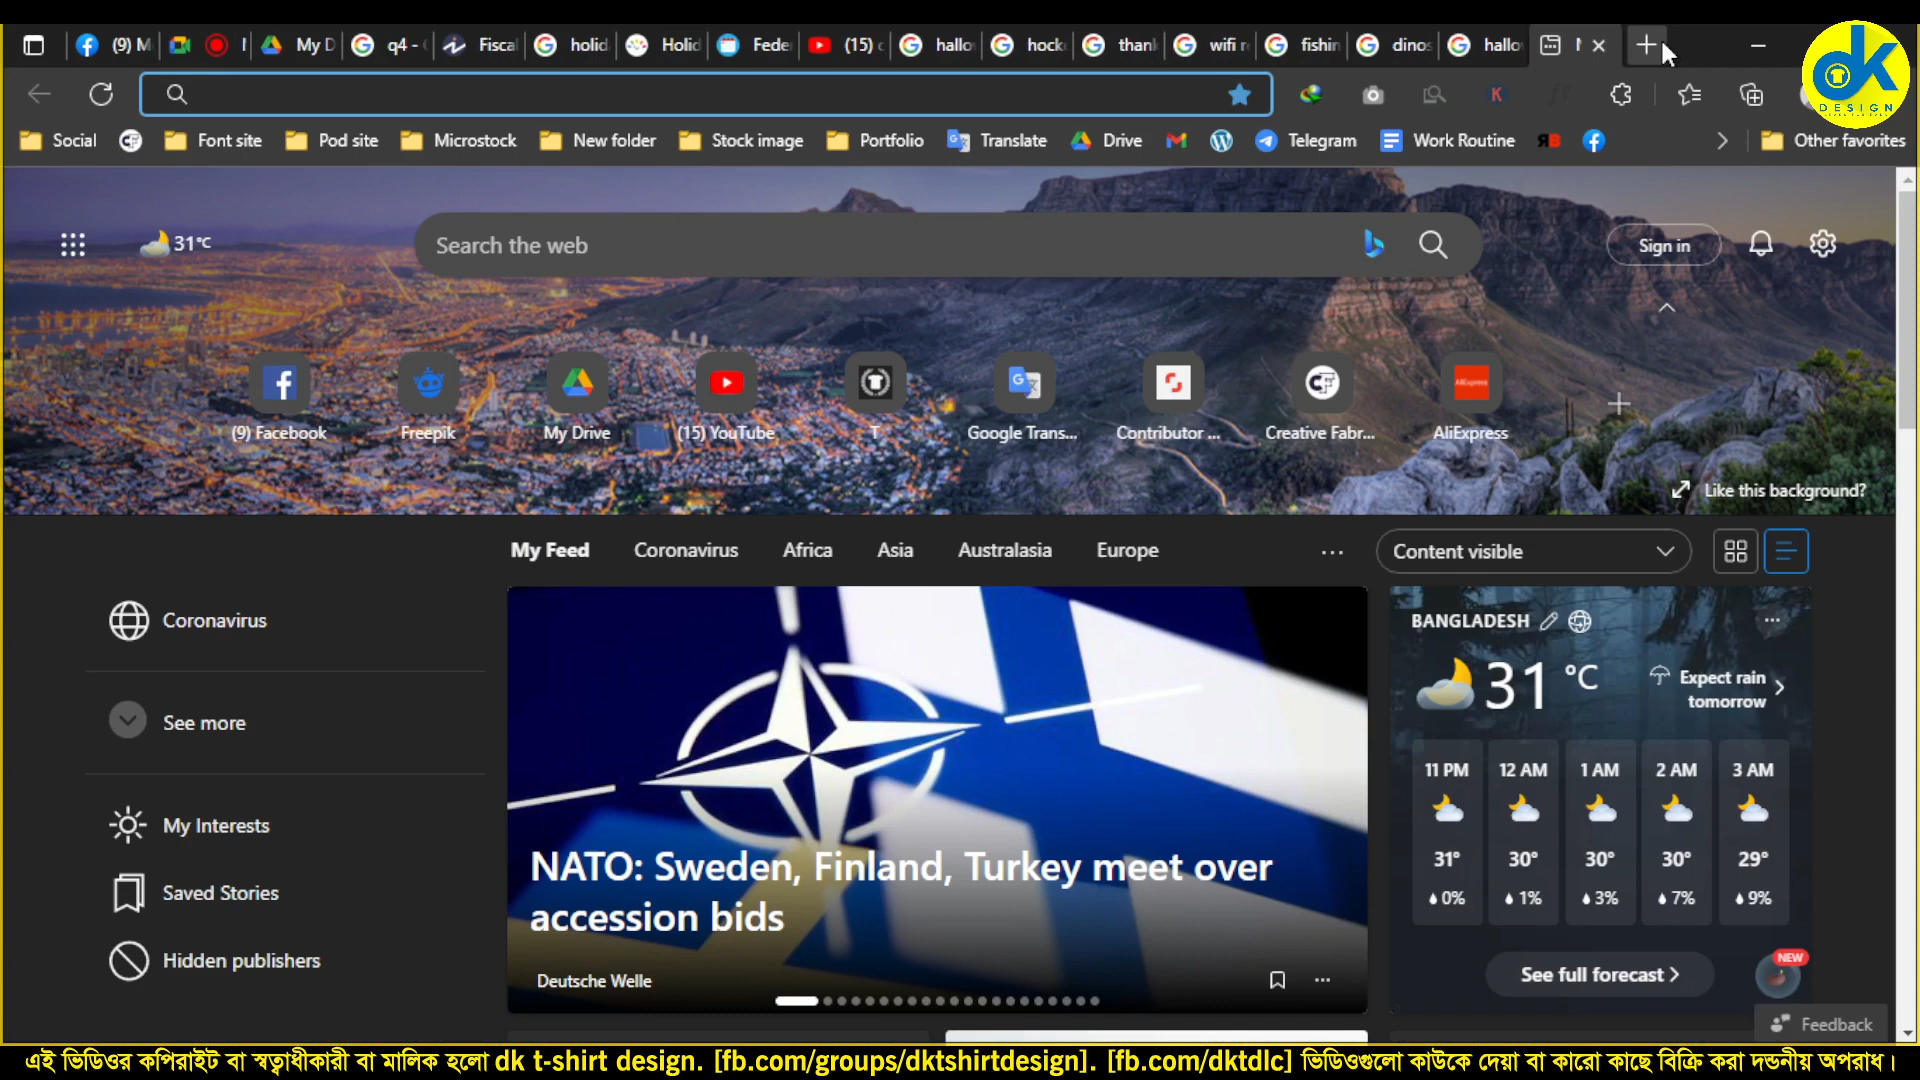 (9) M
My D
q4 -
Fiscal
holid
Holid
Fede
(15)
hallo
hock
than
wifi r
fishin
dinos
hallo
Social
Font site
Pod site
Microstock
New folder
Stock image
Portfolio
Translate
Drive
Telegram
Work Routine
Other favorites
dk
DESIGN
31°C
Search the web
Sign in
(9) Facebook
Freepik
My Drive
(15) YouTube
T
Google Trans...
Contributor ...
Creative Fabr...
AliExpress
Like this background?
My Feed
Coronavirus
Africa
Asia
Australasia
Europe
...
Content visible
Coronavirus
See more
My Interests
Saved Stories
Hidden publishers
NATO: Sweden, Finland, Turkey meet over
accession bids
Deutsche Welle
BANGLADESH
31 °C
Expect rain
tomorrow
11 PM 12 AM 1 AM 2 AM 3 AM
31° 30° 30° 30° 29°
0% 1% 3% 7% 9%
See full forecast
NEW
Feedback
এই ভিডিওর কপিরাইট বা স্বত্বাধীকারী বা মালিক হলো dk t-shirt design. [fb.com/groups/dktshirtdesign]. [fb.com/dktdlc] ভিডিওগুলো কাউকে দেয়া বা কারো কাছে বিক্রি করা দন্ডনীয় অপরাধ।